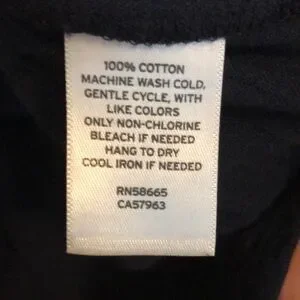 100% COTTON
MACHINE WASH COLD,
GENTLE CYCLE, WITH
LIKE COLORS
ONLY NON-CHLORINE
BLEACH IF NEEDED
HANG TO DRY
COOL IRON IF NEEDED
RN58665
CA57963